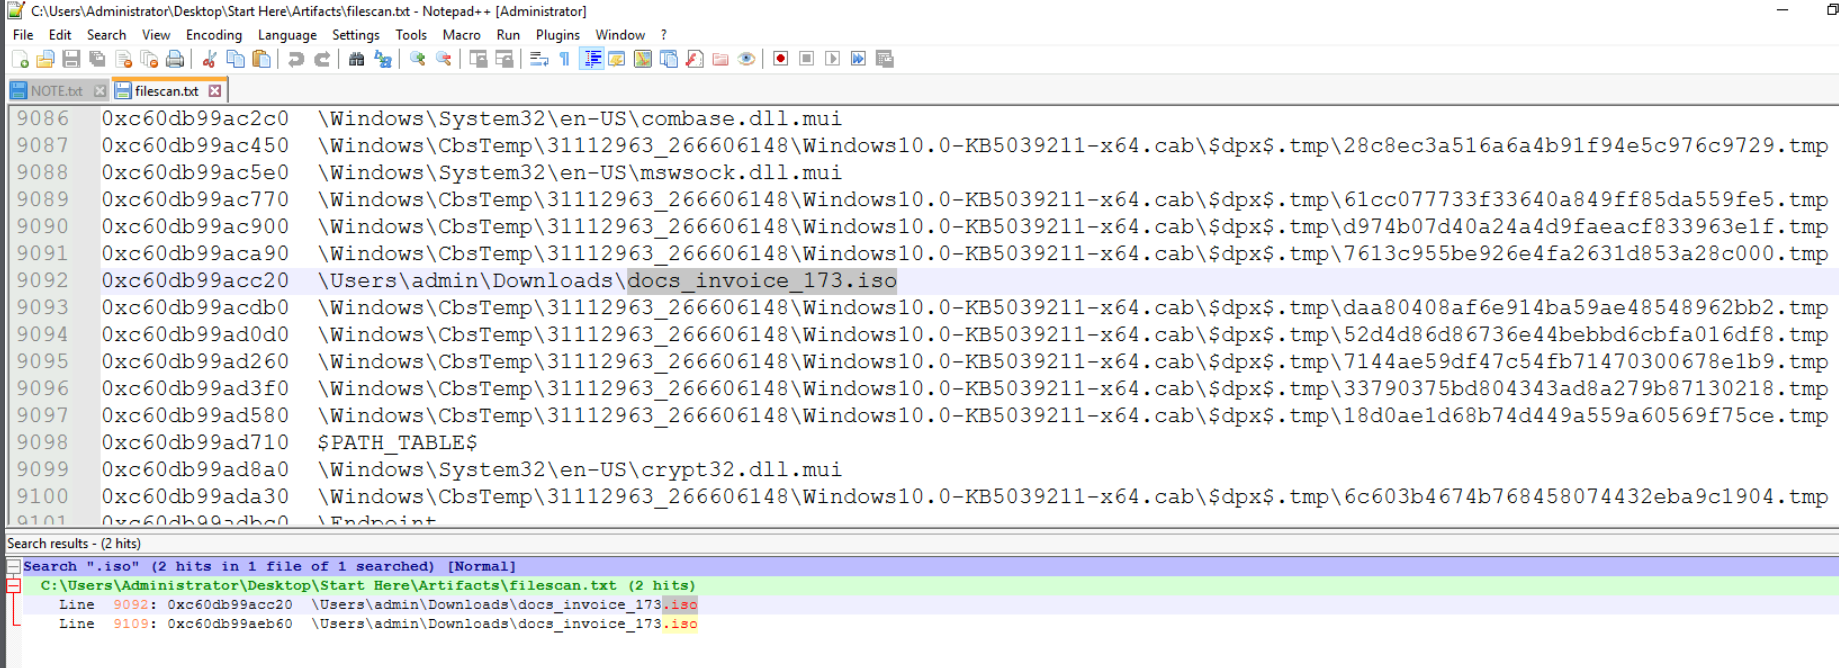 C:\Users\Administrator\Desktop\Start Here\Artifacts\filescan.txt - Notepad++ [Administrator]
File Edit Search View Encoding Language Settings Tools Macro Run Plugins Window ?
NOTE.txt filescan.txt
9086 0xc60db99ac2c0 \Windows\System32\en-US\combase.dll.mui
9087 0xc60db99ac450 \Windows\CbsTemp\31112963_266606148\Windows10.0-KB5039211-x64.cab\$dpx$.tmp\28c8ec3a516a6a4b91f94e5c976c9729.tmp
9088 0xc60db99ac5e0 \Windows\System32\en-US\mswsock.dll.mui
9089 0xc60db99ac770 \Windows\CbsTemp\31112963_266606148\Windows10.0-KB5039211-x64.cab\$dpx$.tmp\61cc077733f33640a849ff85da559fe5.tmp
9090 0xc60db99ac900 \Windows\CbsTemp\31112963_266606148\Windows10.0-KB5039211-x64.cab\$dpx$.tmp\d974b07d40a24a4d9faeacf833963e1f.tmp
9091 0xc60db99aca90 \Windows\CbsTemp\31112963_266606148\Windows10.0-KB5039211-x64.cab\$dpx$.tmp\7613c955be926e4fa2631d853a28c000.tmp
9092 0xc60db99acc20 \Users\admin\Downloads\docs_invoice_173.iso
9093 0xc60db99acdb0 \Windows\CbsTemp\31112963_266606148\Windows10.0-KB5039211-x64.cab\$dpx$.tmp\daa80408af6e914ba59ae48548962bb2.tmp
9094 0xc60db99ad0d0 \Windows\CbsTemp\31112963_266606148\Windows10.0-KB5039211-x64.cab\$dpx$.tmp\52d4d86d86736e44bebbd6cbfa016df8.tmp
9095 0xc60db99ad260 \Windows\CbsTemp\31112963_266606148\Windows10.0-KB5039211-x64.cab\$dpx$.tmp\7144ae59df47c54fb71470300678e1b9.tmp
9096 0xc60db99ad3f0 \Windows\CbsTemp\31112963_266606148\Windows10.0-KB5039211-x64.cab\$dpx$.tmp\33790375bd804343ad8a279b87130218.tmp
9097 0xc60db99ad580 \Windows\CbsTemp\31112963_266606148\Windows10.0-KB5039211-x64.cab\$dpx$.tmp\18d0ae1d68b74d449a559a60569f75ce.tmp
9098 0xc60db99ad710 $PATH_TABLE$
9099 0xc60db99ad8a0 \Windows\System32\en-US\crypt32.dll.mui
9100 0xc60db99ada30 \Windows\CbsTemp\31112963_266606148\Windows10.0-KB5039211-x64.cab\$dpx$.tmp\6c603b4674b768458074432eba9c1904.tmp
9101 0xc60db99adbc0 \Endpoint
Search results - (2 hits)
Search ".iso" (2 hits in 1 file of 1 searched) [Normal]
C:\Users\Administrator\Desktop\Start Here\Artifacts\filescan.txt (2 hits)
Line 9092: 0xc60db99acc20 \Users\admin\Downloads\docs_invoice_173.iso
Line 9109: 0xc60db99aeb60 \Users\admin\Downloads\docs_invoice_173.iso